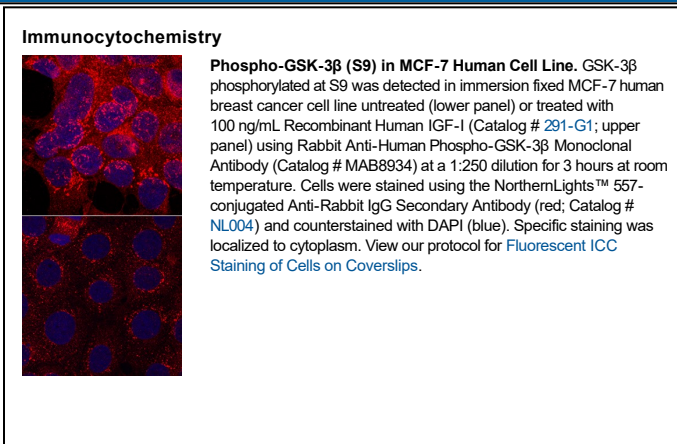 Immunocytochemistry
Phospho-GSK-3β (S9) in MCF-7 Human Cell Line. GSK-3β
phosphorylated at S9 was detected in immersion fixed MCF-7 human
breast cancer cell line untreated (lower panel) or treated with
100 ng/mL Recombinant Human IGF-I (Catalog # 291-G1; upper
panel) using Rabbit Anti-Human Phospho-GSK-3β Monoclonal
Antibody (Catalog # MAB8934) at a 1:250 dilution for 3 hours at room
temperature. Cells were stained using the NorthernLights™ 557-
conjugated Anti-Rabbit IgG Secondary Antibody (red; Catalog #
NL004) and counterstained with DAPI (blue). Specific staining was
localized to cytoplasm. View our protocol for Fluorescent ICC
Staining of Cells on Coverslips.